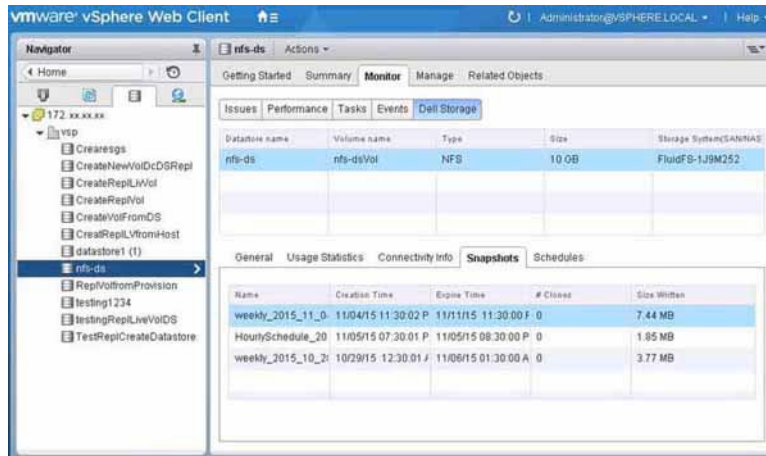 vmware® vSphere Web Client
Administrator@VSPHERE.LOCAL
Help
Navigator
Home
172.xx.xx.xx
vsp
Crearesgs
CreateNewVolDcDSRepl
CreateReplLivVol
CreateReplVol
CreateVolFromDS
CreatReplLVfromHost
datastore1 (1)
nfs-ds
ReplVolfromProvision
testing1234
testingReplLiveVolDS
TestReplCreateDatastore
nfs-ds Actions
Getting Started Summary Monitor Manage Related Objects
Issues Performance Tasks Events Dell Storage
Datastore name Volume name Type Size Storage System(SAN/NAS
nfs-ds nfs-dsVol NFS 10 GB FluidFS-1J9M252
General Usage Statistics Connectivity Info Snapshots Schedules
Name Creation Time Expire Time # Clones Size Written
weekly_2015_11_0 11/04/15 11:30:02 P 11/11/15 11:30:00 F 0 7.44 MB
HourlySchedule_20 11/05/15 07:30:01 P 11/05/15 08:30:00 P 0 1.85 MB
weekly_2015_10_2 10/29/15 12:30:01 A 11/06/15 01:30:00 A 0 3.77 MB